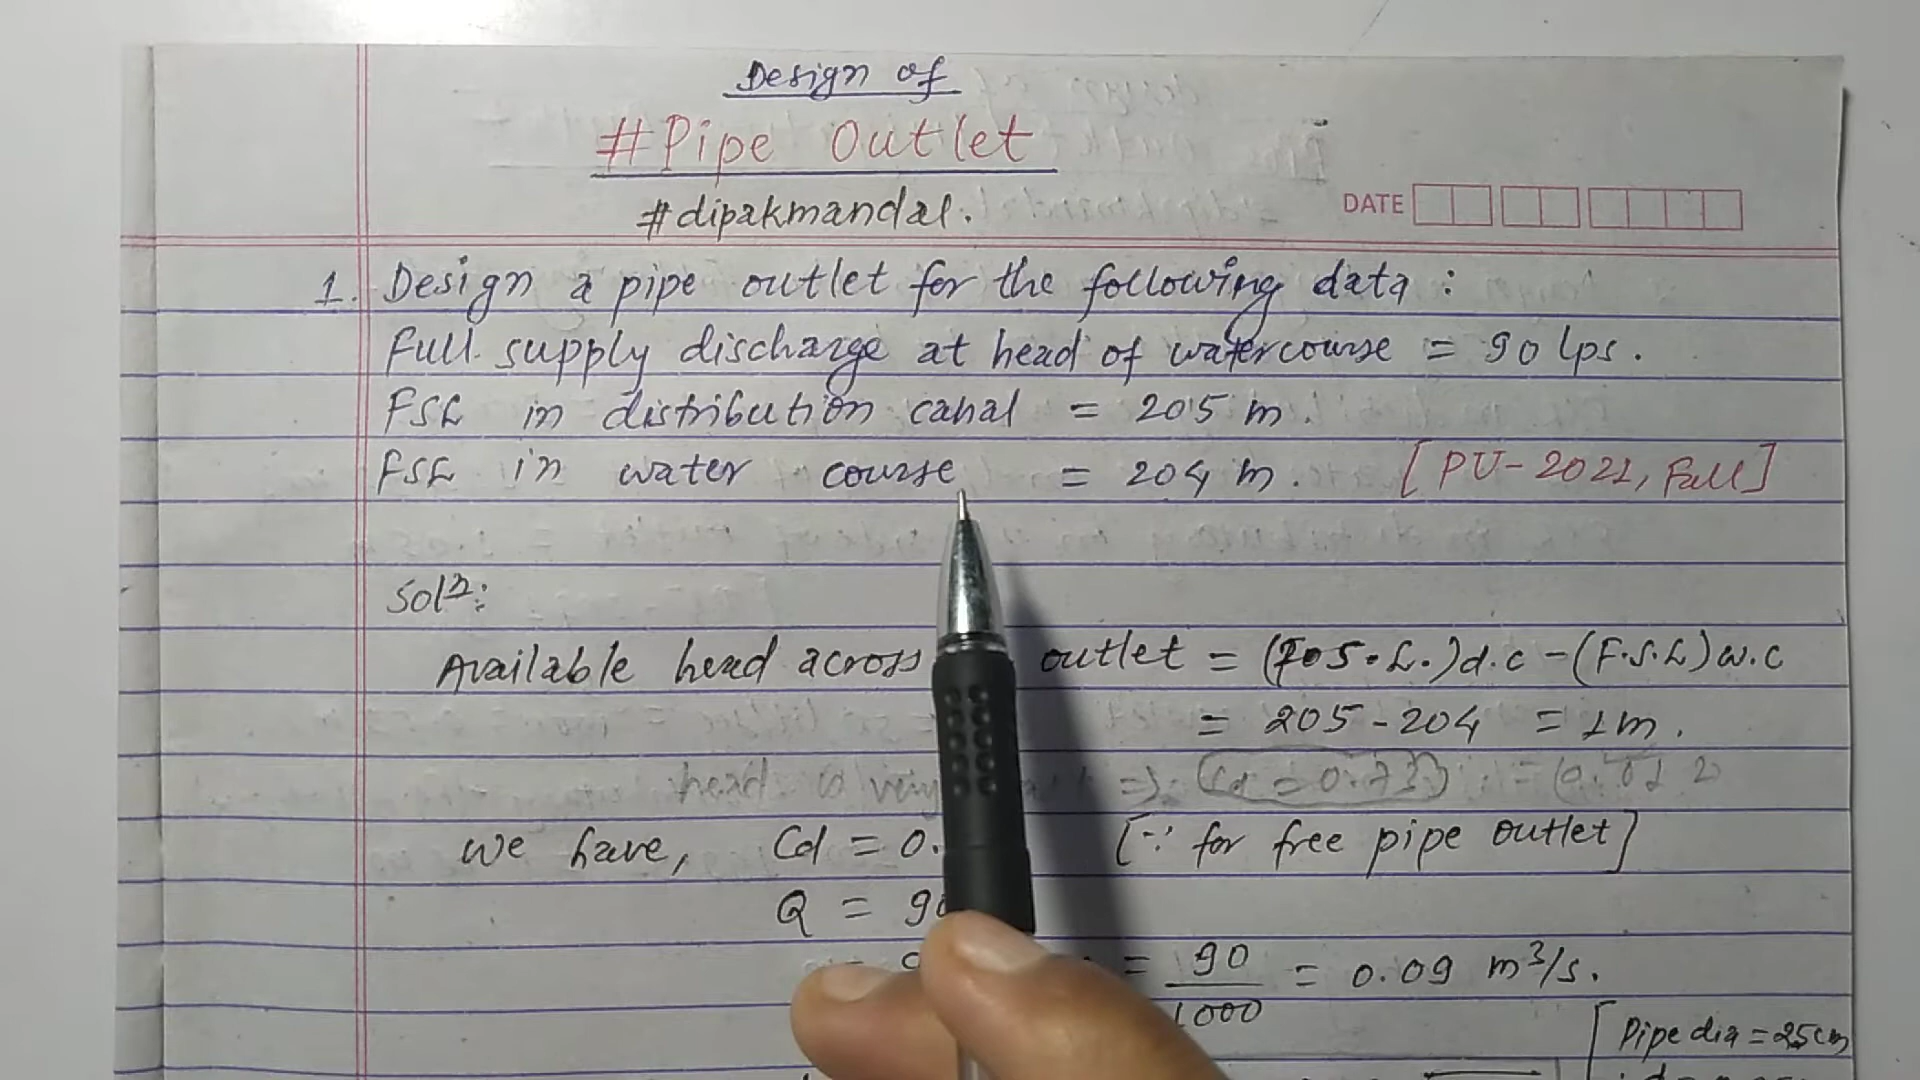 Design of
#Pipe Outlet
#dipakmandal.
DATE
1. Design a pipe outlet for the following data :
Full supply discharge at head of watercourse = 90 lps.
FSL in distribution canal = 205 m.
FSL in water course = 204 m. [PU-2021, Fall]
Soln:
Available head across outlet = (F.S.L.)d.c - (F.S.L)w.c
= 205 - 204 = 1m.
We have, Cd = 0. [∵ for free pipe outlet]
Q = 90
= 90/1000 = 0.09 m³/s.
[Pipe dia = 25cm